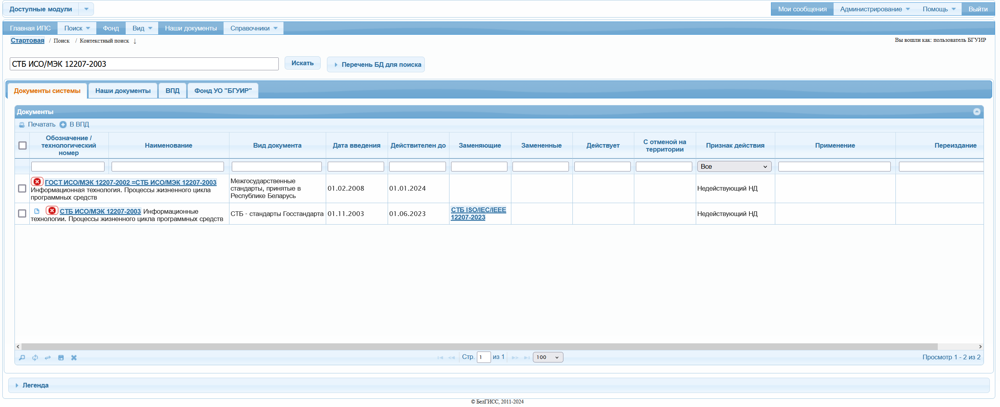 Доступные модули
Мои сообщения Администрирование Помощь Выйти
Главная ИПС Поиск Фонд Вид Наши документы Справочники
Стартовая / Поиск / Контекстный поиск ↓
Вы вошли как: пользователь БГУИР
СТБ ИСО/МЭК 12207-2003
Искать
Перечень БД для поиска
Документы системы Наши документы ВПД Фонд УО "БГУИР"
Документы
Печатать В ВПД
Обозначение /
технологический
номер
Наименование
Вид документа
Дата введения
Действителен до
Заменяющие
Замененные
Действует
С отменой на
территории
Признак действия
Применение
Переиздание
Все
ГОСТ ИСО/МЭК 12207-2002 =СТБ ИСО/МЭК 12207-2003
Информационная технология. Процессы жизненного цикла
программных средств
Межгосударственные
стандарты, принятые в
Республике Беларусь
01.02.2008
01.01.2024
Недействующий НД
СТБ ИСО/МЭК 12207-2003 Информационные
технологии. Процессы жизненного цикла программных средств
СТБ - стандарты Госстандарта
01.11.2003
01.06.2023
СТБ ISO/IEC/IEEE
12207-2023
Недействующий НД
Стр. 1 из 1 100
Просмотр 1 - 2 из 2
Легенда
© БелГИСС, 2011-2024